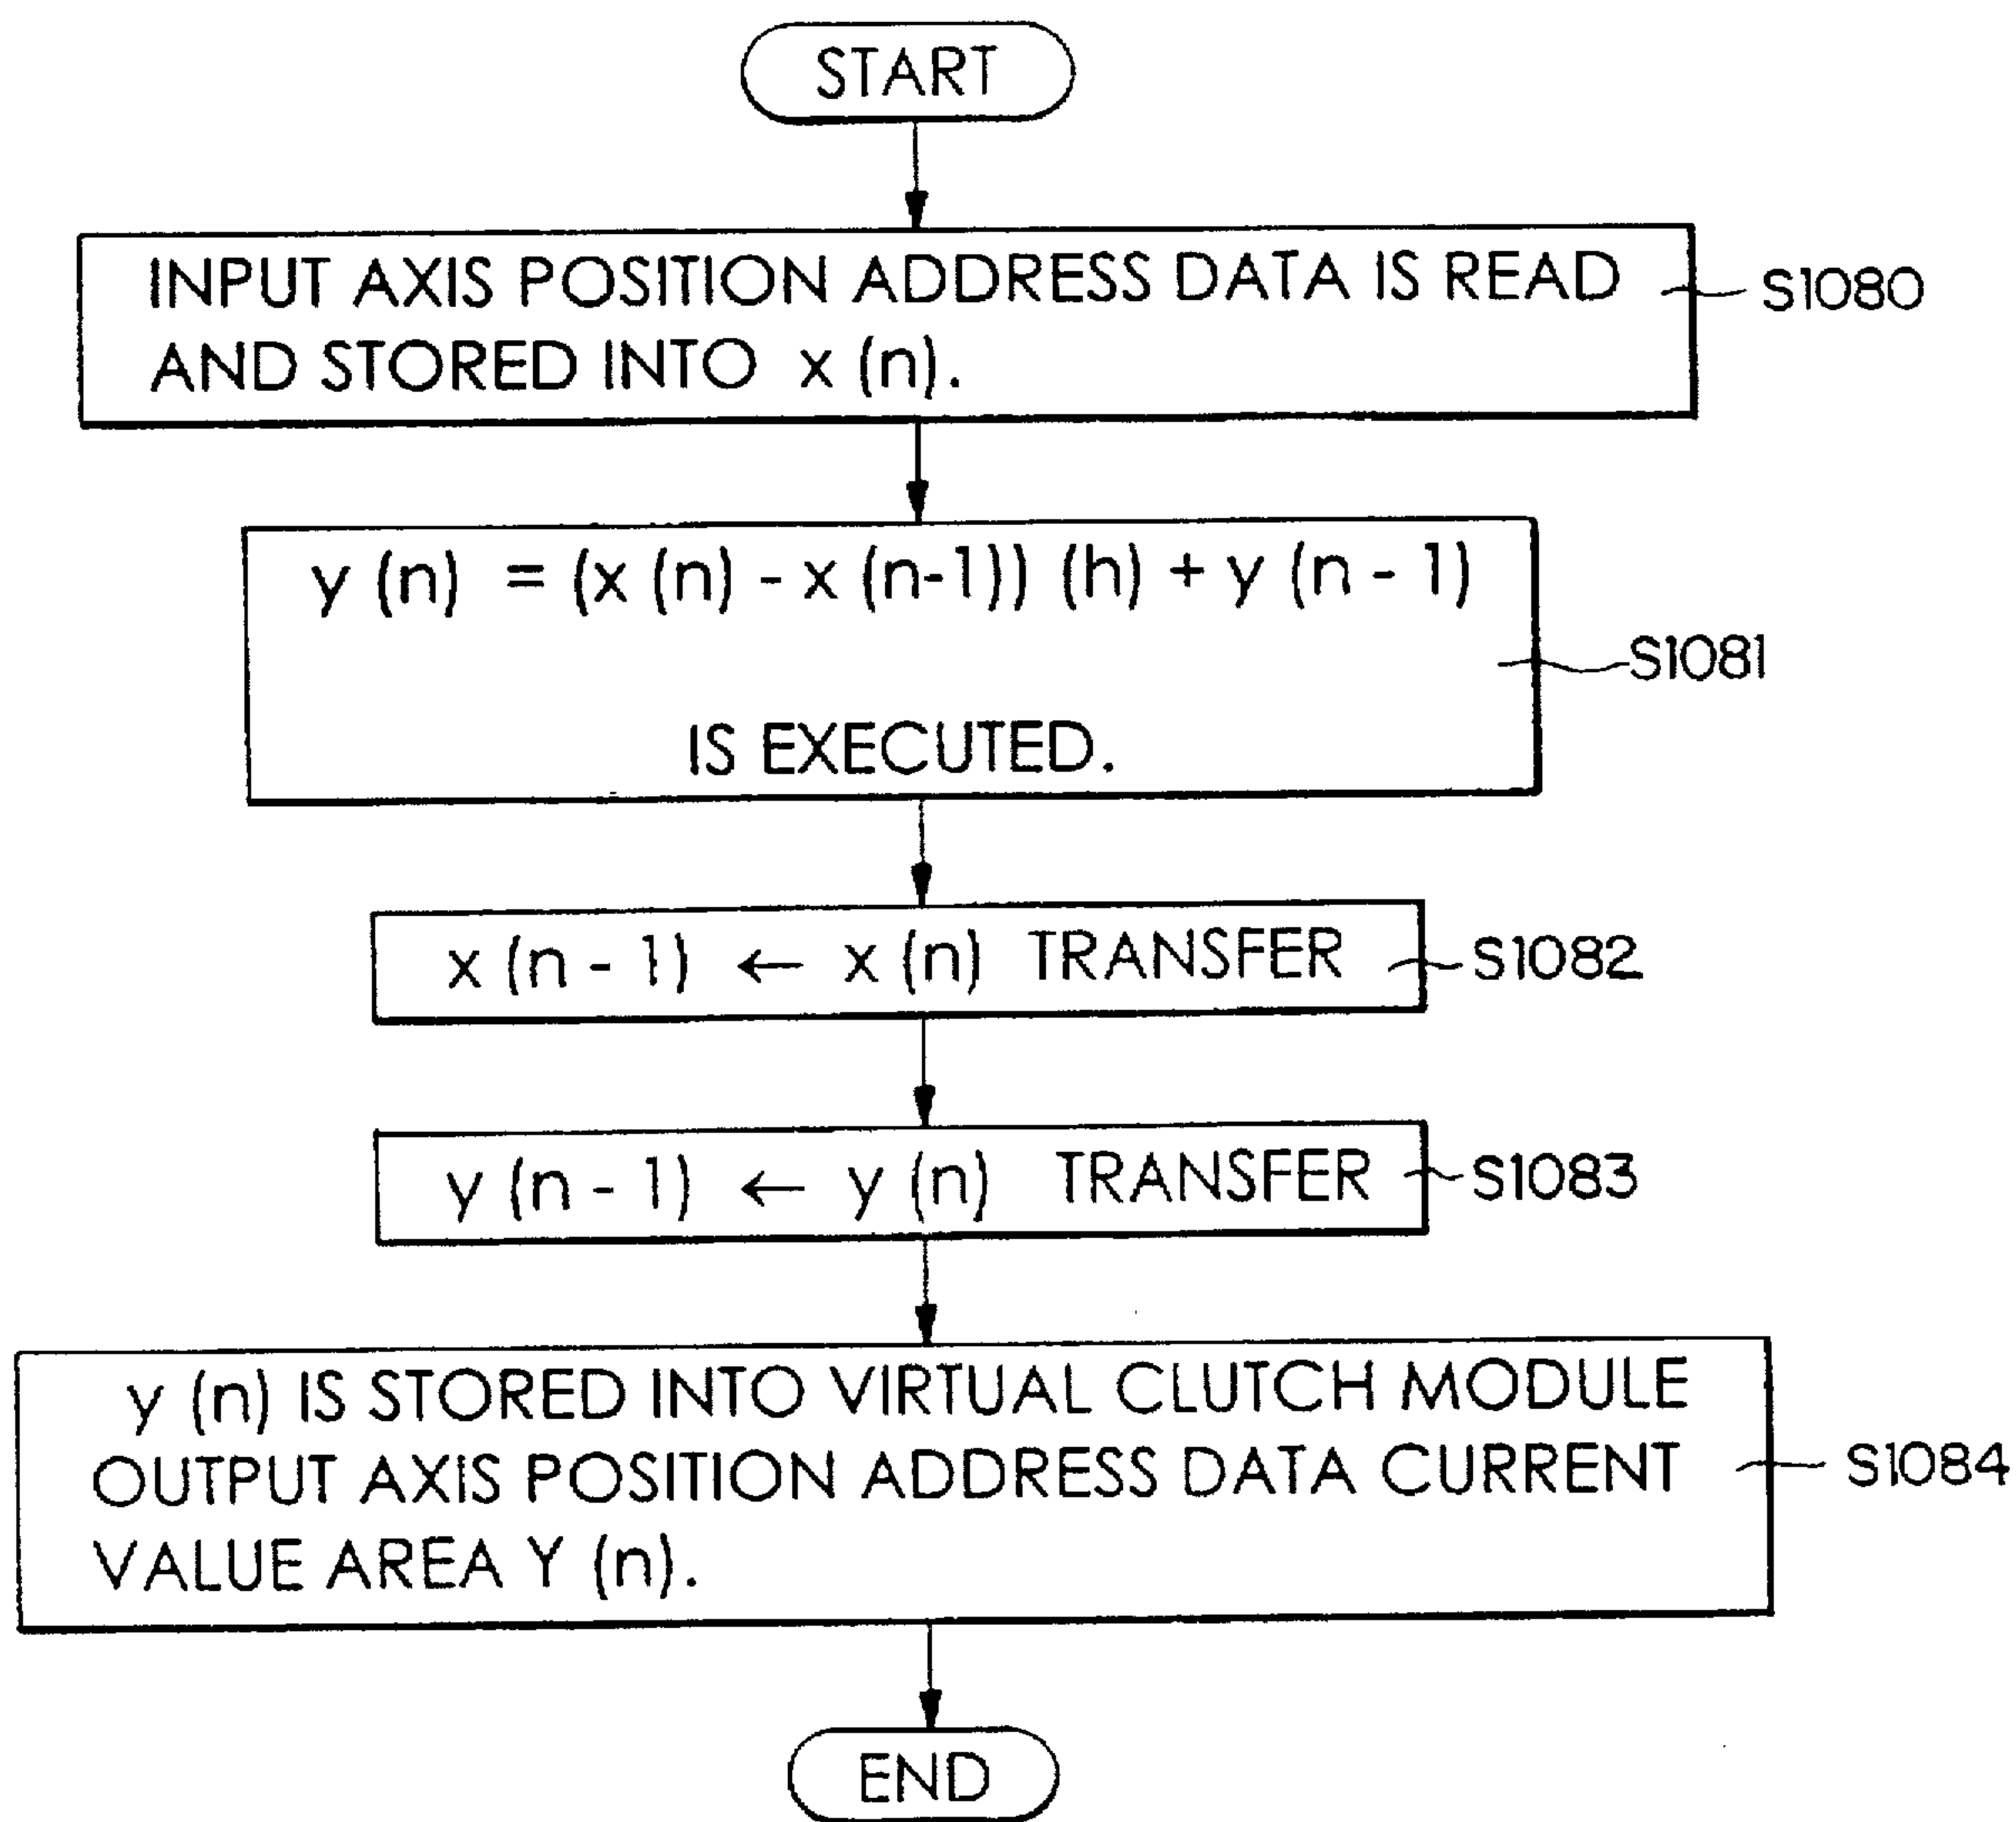 START
INPUT AXIS POSITION ADDRESS DATA IS READ
AND STORED INTO x (n).
S1080
y (n) = (x (n) - x (n-1)) (h) + y (n - 1)
S1081
IS EXECUTED.
x (n - 1) ← x (n) TRANSFER
S1082
y (n - 1) ← y (n) TRANSFER
S1083
y (n) IS STORED INTO VIRTUAL CLUTCH MODULE
OUTPUT AXIS POSITION ADDRESS DATA CURRENT
VALUE AREA Y (n).
S1084
END